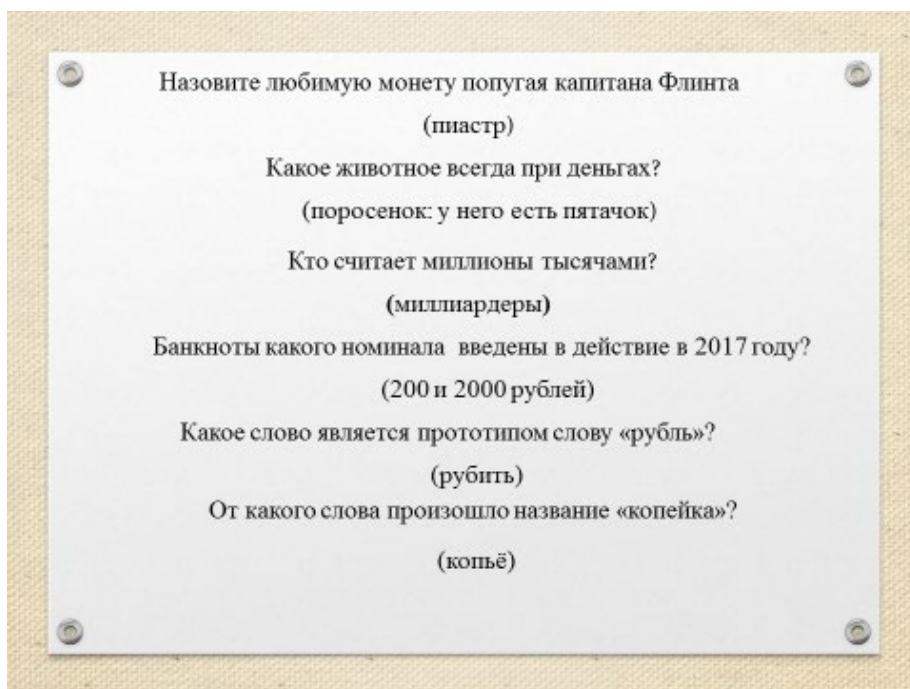 Назовите любимую монету попугая капитана Флинта
(пиастр)
Какое животное всегда при деньгах?
(поросенок: у него есть пятачок)
Кто считает миллионы тысячами?
(миллиардеры)
Банкноты какого номинала введены в действие в 2017 году?
(200 и 2000 рублей)
Какое слово является прототипом слову «рубль»?
(рубить)
От какого слова произошло название «копейка»?
(копьё)